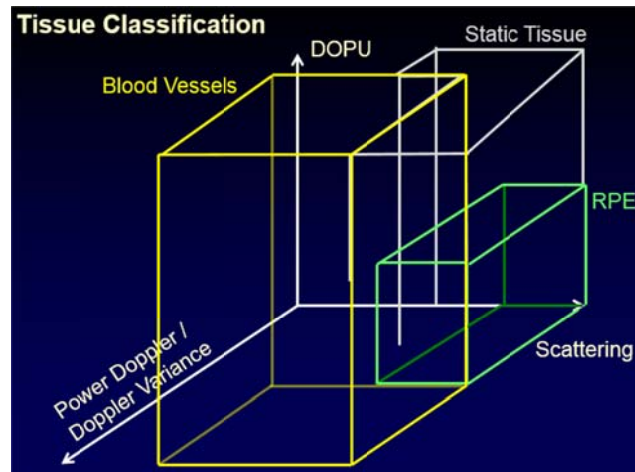 Tissue Classification
DOPU
Static Tissue
Blood Vessels
RPE
Scattering
Power Doppler /
Doppler Variance